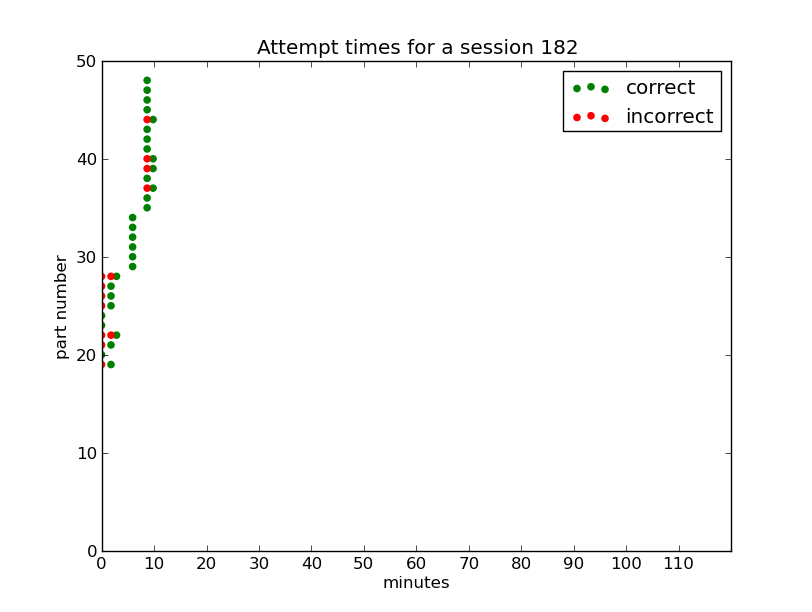 Attempt times for a session 182
correct
incorrect
50
40
30
20
10
0
part number
0 10 20 30 40 50 60 70 80 90 100 110
minutes